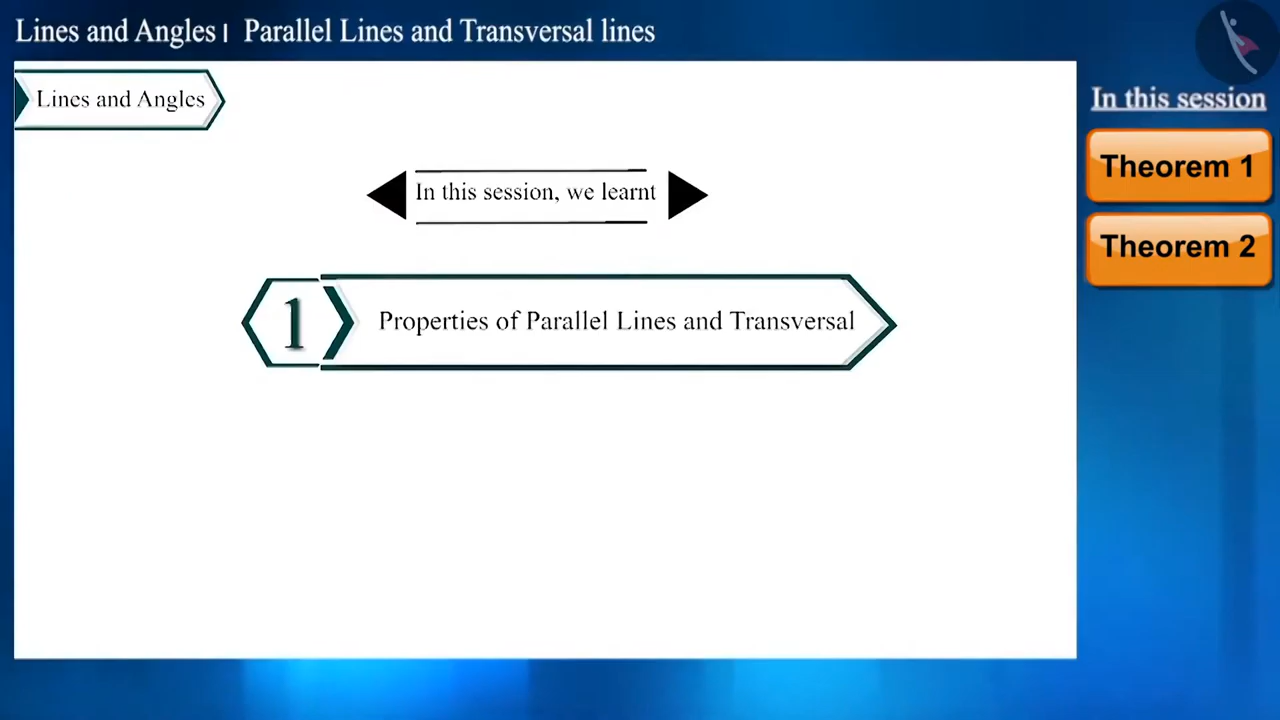 Lines and Angles। Parallel Lines and Transversal lines
Lines and Angles
In this session
Theorem 1
Theorem 2
In this session, we learnt
1 Properties of Parallel Lines and Transversal